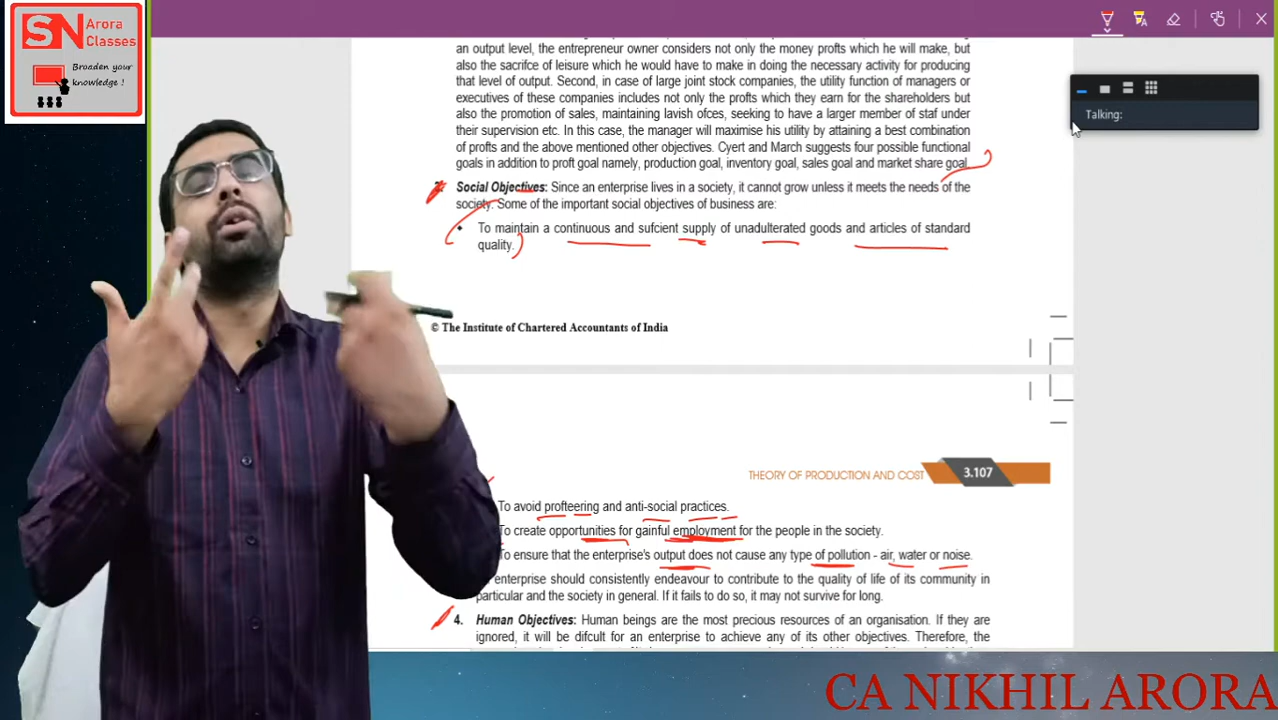 SN Arora Classes
Broaden your knowledge !
an output level, the entrepreneur owner considers not only the money profts which he will make, but
also the sacrifce of leisure which he would have to make in doing the necessary activity for producing
that level of output. Second, in case of large joint stock companies, the utility function of managers or
executives of these companies includes not only the profts which they earn for the shareholders but
also the promotion of sales, maintaining lavish ofces, seeking to have a larger member of staf under
their supervision etc. In this case, the manager will maximise his utility by attaining a best combination
of profts and the above mentioned other objectives. Cyert and March suggests four possible functional
goals in addition to proft goal namely, production goal, inventory goal, sales goal and market share goal.
Social Objectives: Since an enterprise lives in a society, it cannot grow unless it meets the needs of the
society. Some of the important social objectives of business are:
• To maintain a continuous and sufcient supply of unadulterated goods and articles of standard
quality.
© The Institute of Chartered Accountants of India
THEORY OF PRODUCTION AND COST 3.107
To avoid profteering and anti-social practices.
To create opportunities for gainful employment for the people in the society.
To ensure that the enterprise's output does not cause any type of pollution - air, water or noise.
enterprise should consistently endeavour to contribute to the quality of life of its community in
particular and the society in general. If it fails to do so, it may not survive for long.
4. Human Objectives: Human beings are the most precious resources of an organisation. If they are
ignored, it will be difcult for an enterprise to achieve any of its other objectives. Therefore, the
Talking:
CA NIKHIL ARORA